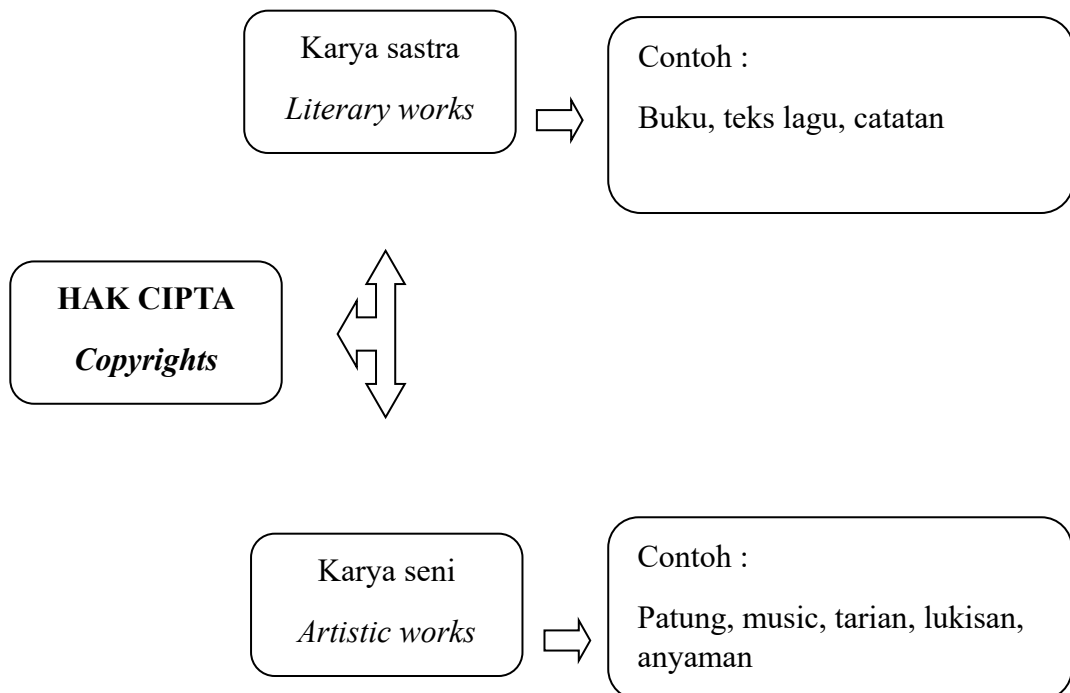 Karya sastra
Literary works
Contoh :
Buku, teks lagu, catatan
HAK CIPTA
Copyrights
Karya seni
Artistic works
Contoh :
Patung, music, tarian, lukisan,
anyaman